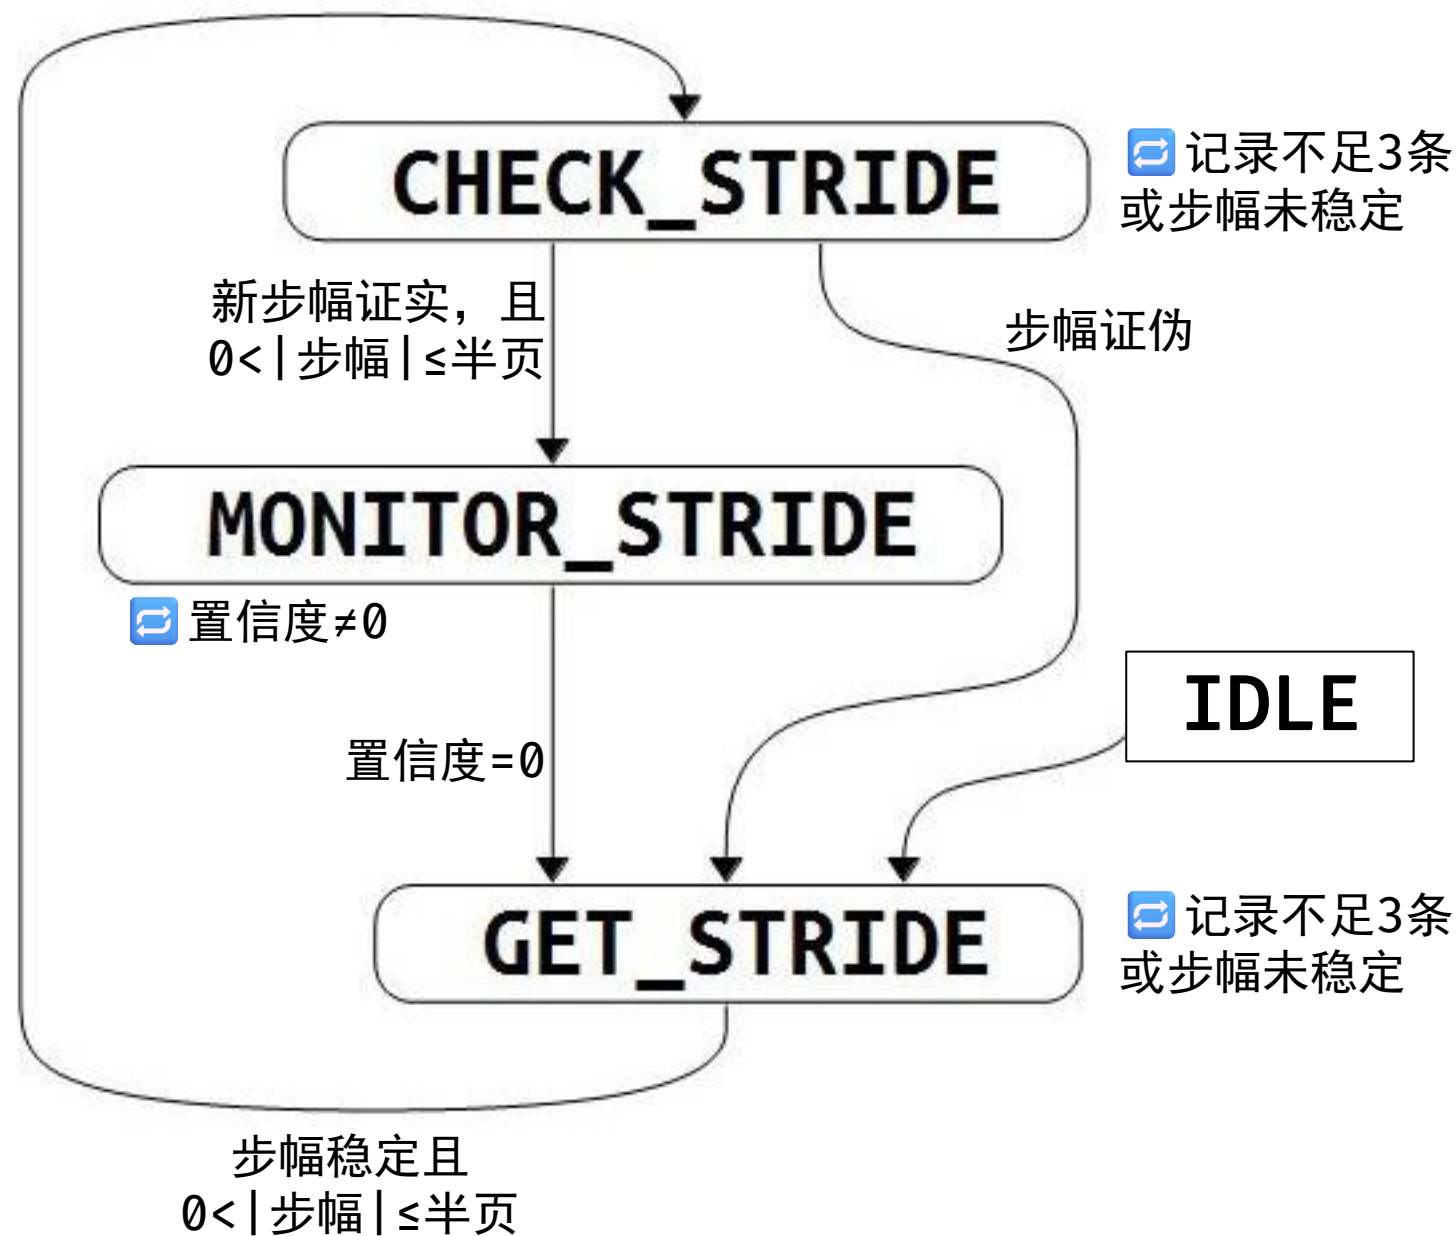 CHECK_STRIDE
🔁 记录不足3条
或步幅未稳定
新步幅证实，且
0<|步幅|≤半页
步幅证伪
MONITOR_STRIDE
🔁 置信度≠0
IDLE
置信度=0
GET_STRIDE
🔁 记录不足3条
或步幅未稳定
步幅稳定且
0<|步幅|≤半页